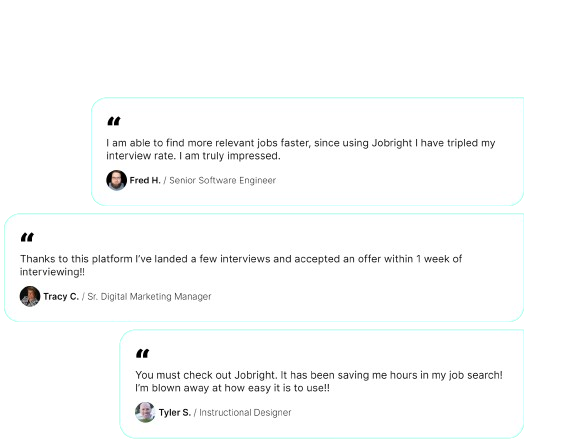 “
I am able to find more relevant jobs faster, since using Jobright I have tripled my
interview rate. I am truly impressed.
Fred H. / Senior Software Engineer
“
Thanks to this platform I’ve landed a few interviews and accepted an offer within 1 week of
interviewing!!
Tracy C. / Sr. Digital Marketing Manager
“
You must check out Jobright. It has been saving me hours in my job search!
I’m blown away at how easy it is to use!!
Tyler S. / Instructional Designer